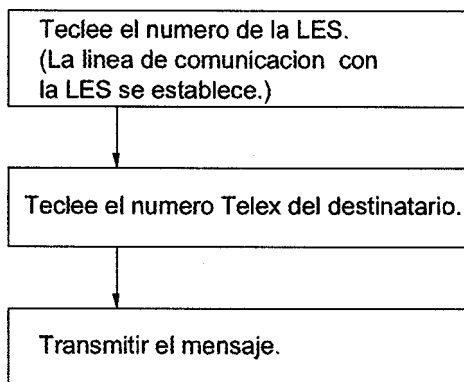 Teclee el numero de la LES.
(La linea de comunicacion con
la LES se establece.)
Teclee el numero Telex del destinatario.
Transmitir el mensaje.